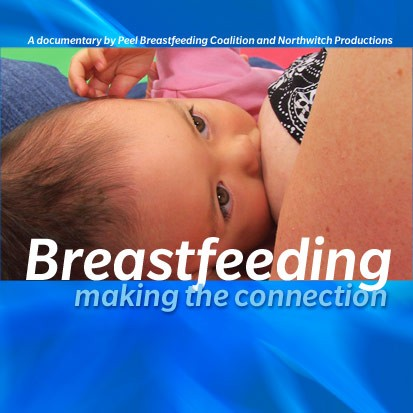 A documentary by Peel Breastfeeding Coalition and Northwitch Productions
Breastfeeding
making the connection